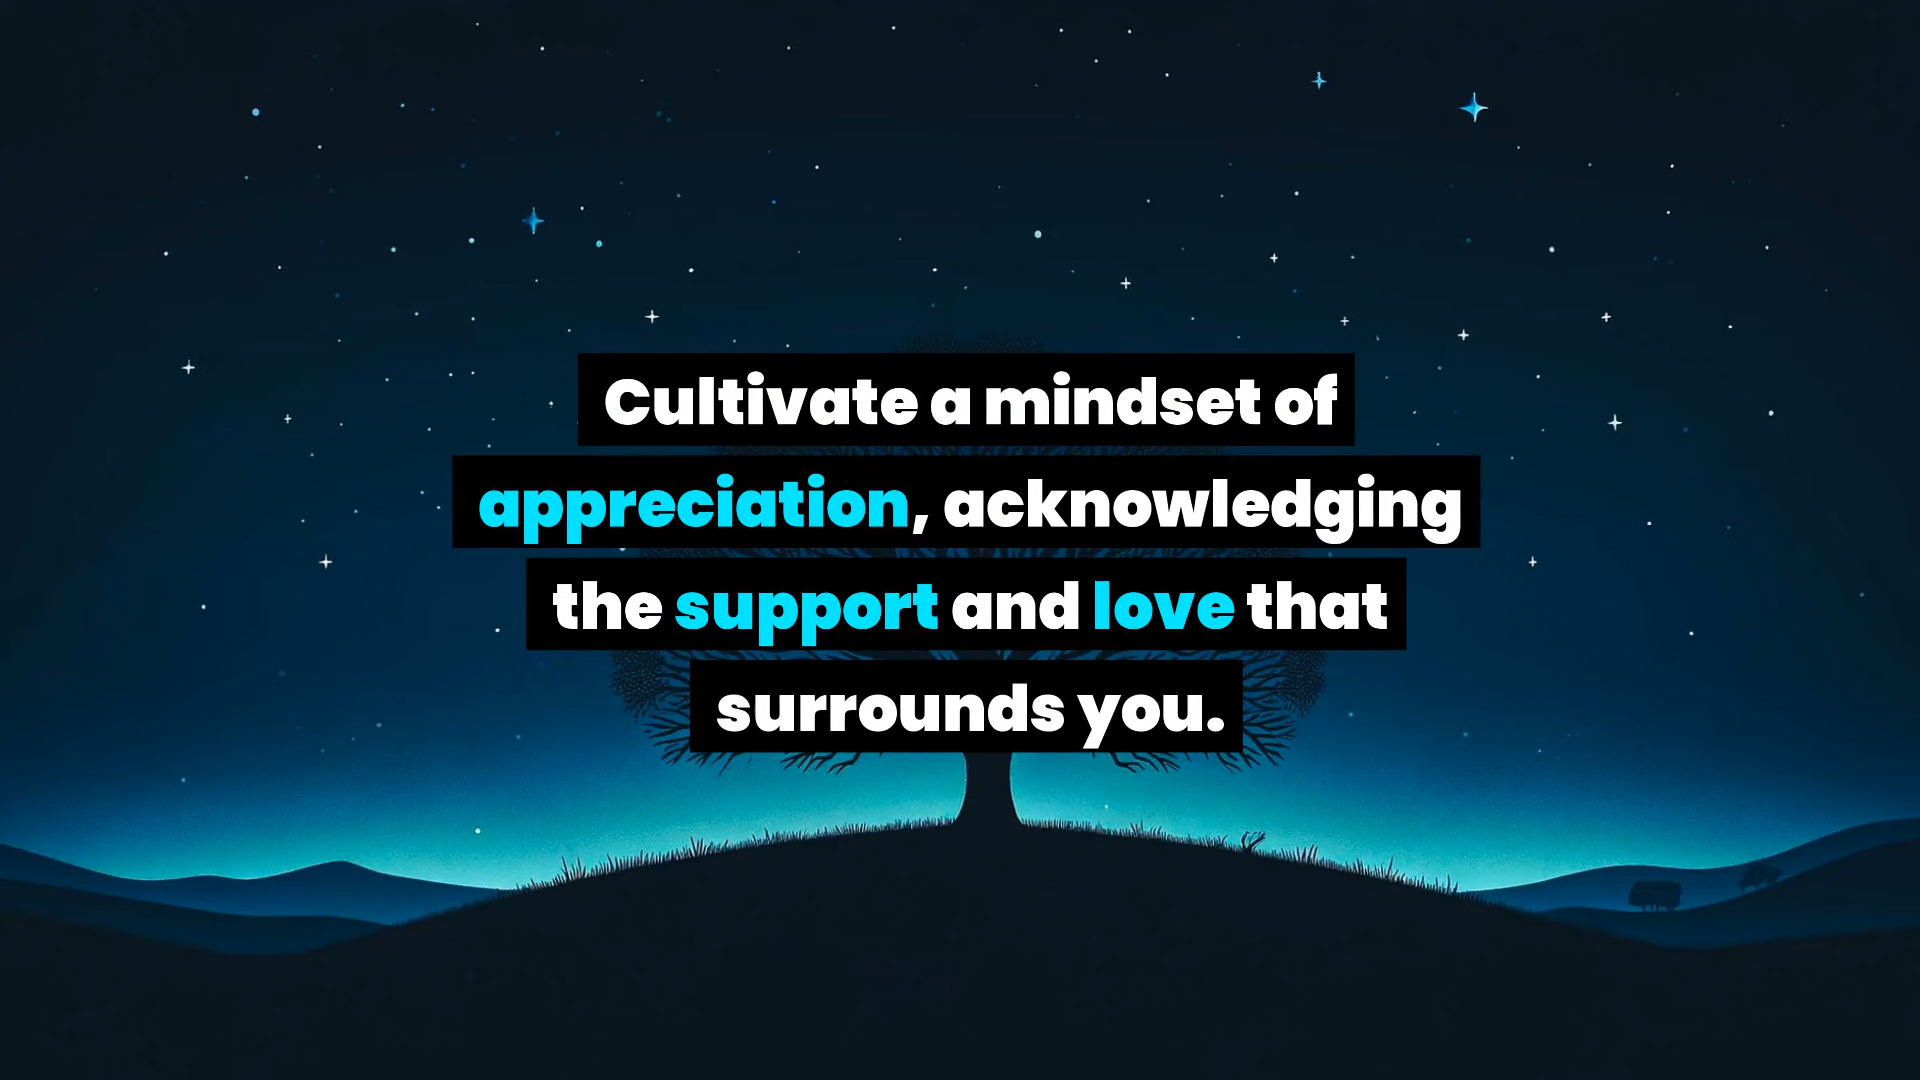 Cultivate a mindset of
appreciation, acknowledging
the support and love that
surrounds you.